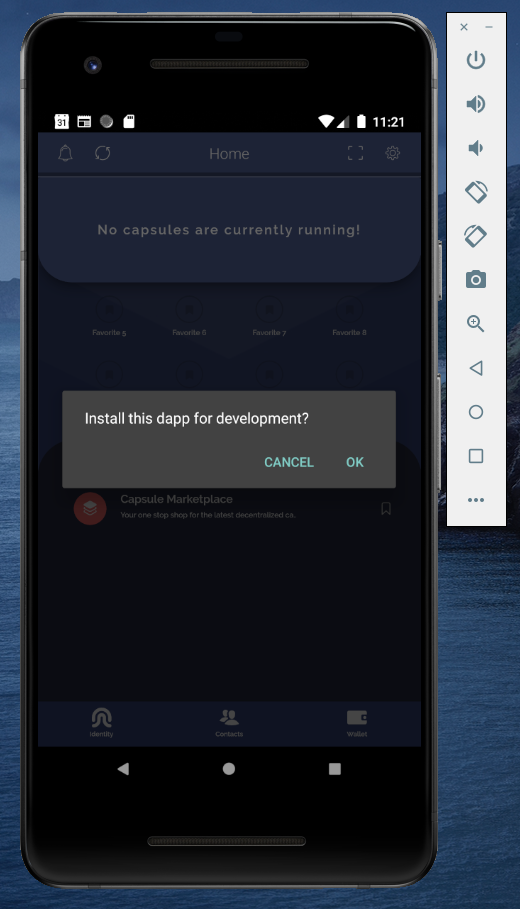 31
11:21
Home
No capsules are currently running!
Favorite 5 Favorite 6 Favorite 7 Favorite 8
Install this dapp for development?
CANCEL OK
Capsule Marketplace
Your one stop shop for the latest decentralized ca..
Identity Contacts Wallet